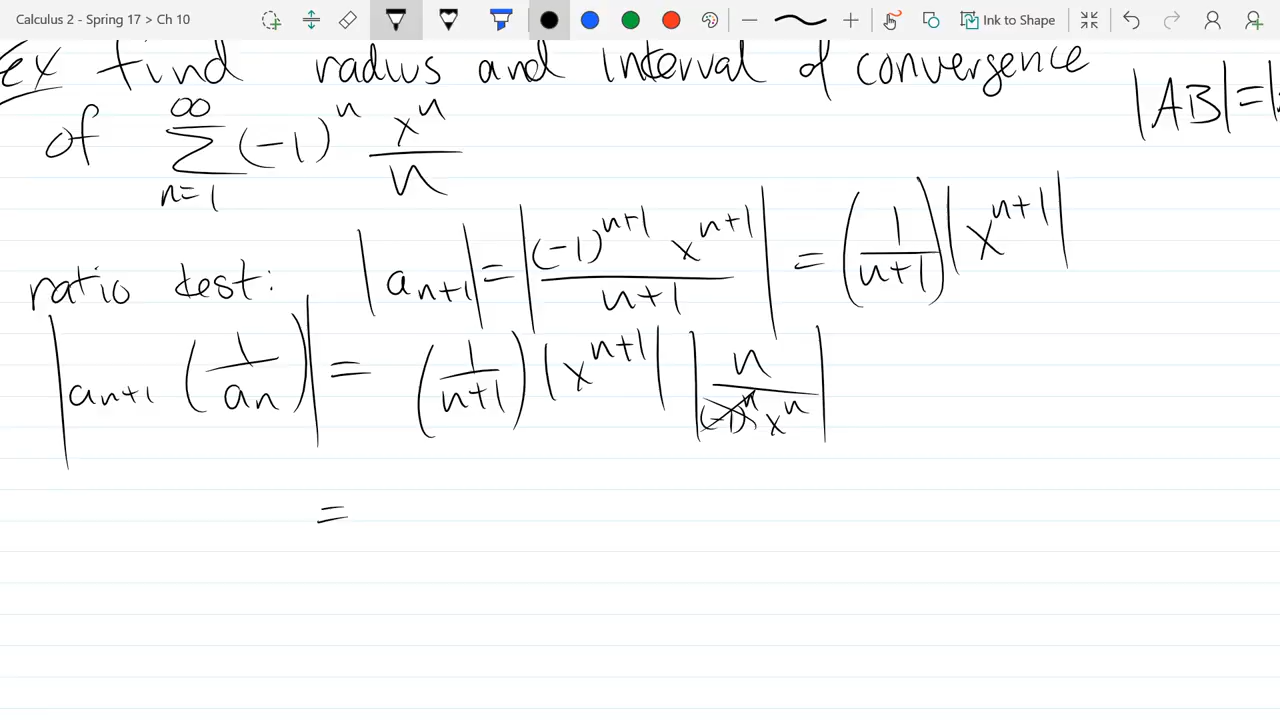 Calculus 2 - Spring 17 > Ch 10
Ink to Shape
Ex Find radius and interval of convergence
of ∑_{n=1}^{∞} (-1)^n x^n/n
|AB| = |
ratio test: |a_{n+1}| = |(-1)^{n+1} x^{n+1}/(n+1)| = (1/(n+1)) |x^{n+1}|
|a_{n+1} (1/a_n)| = (1/(n+1)) |x^{n+1}| |n/((-1)^n x^n)|
=